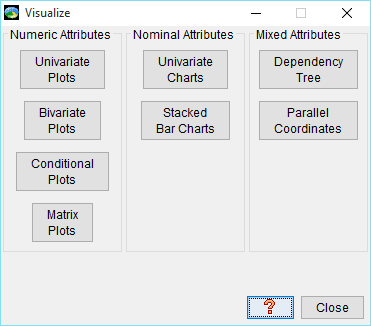 Visualize
Numeric Attributes
Univariate
Plots
Bivariate
Plots
Conditional
Plots
Matrix
Plots
Nominal Attributes
Univariate
Charts
Stacked
Bar Charts
Mixed Attributes
Dependency
Tree
Parallel
Coordinates
?
Close